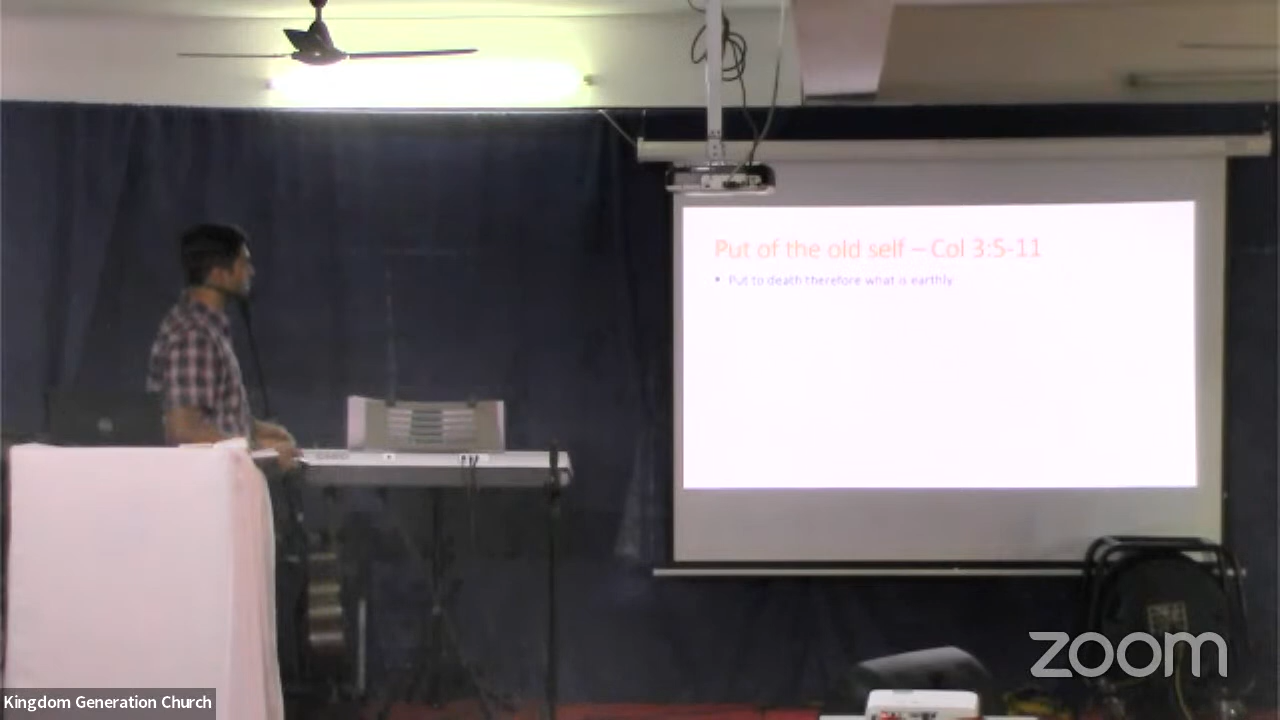 Put of the old self – Col 3:5-11
• Put to death therefore what is earthly
zoom
Kingdom Generation Church